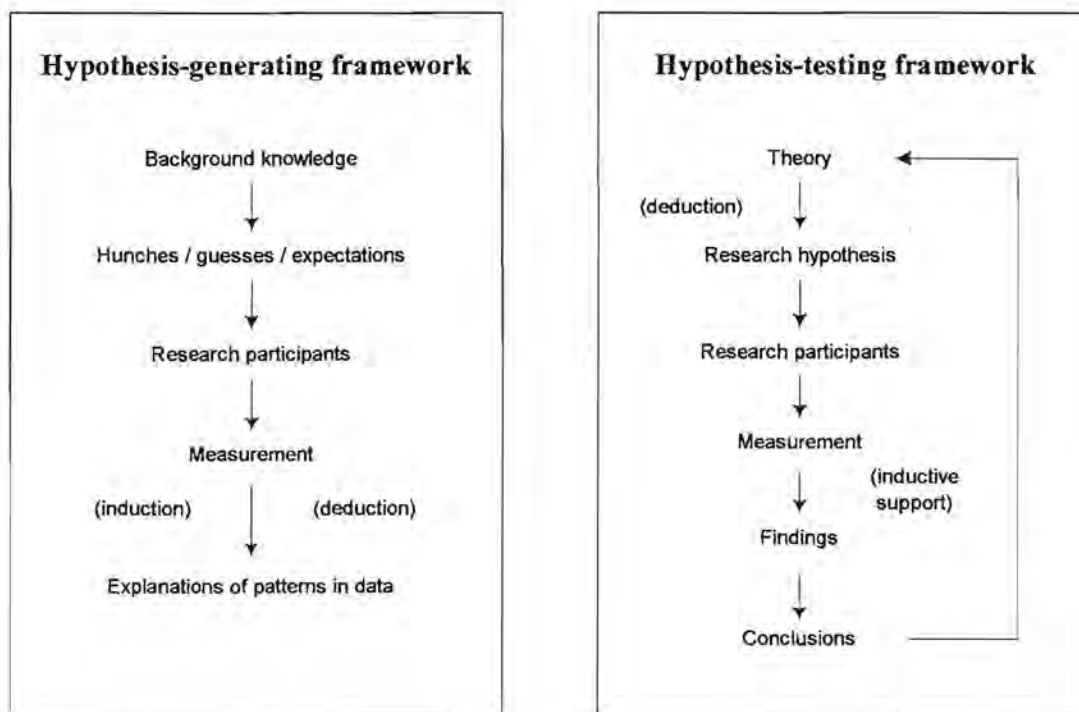 Hypothesis-generating framework
Background knowledge
Hunches / guesses / expectations
Research participants
Measurement
(induction)
(deduction)
Explanations of patterns in data
Hypothesis-testing framework
Theory
(deduction)
Research hypothesis
Research participants
Measurement
(inductive
support)
Findings
Conclusions